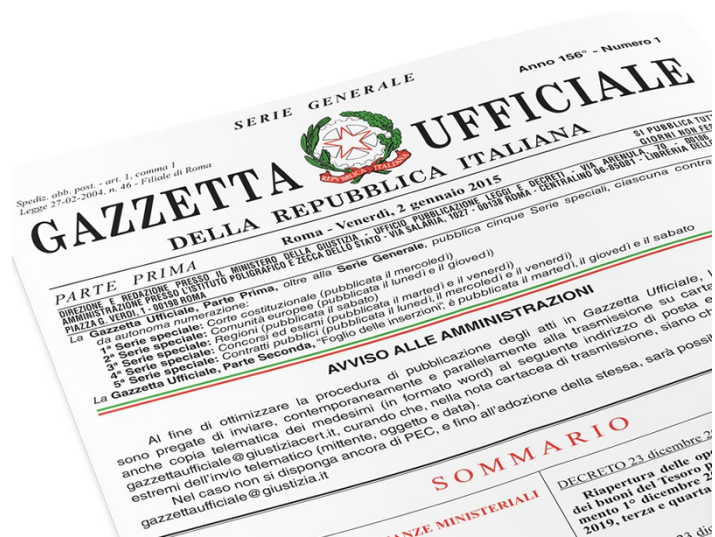 SERIE GENERALE
Spediz. abb. post. - art. 1, comma 1
Legge 27-02-2004, n. 46 - Filiale di Roma
Anno 156° - Numero 1
GAZZETTA UFFICIALE
REPVBBLICA ITALIANA
DELLA REPUBBLICA ITALIANA
PARTE PRIMA
Roma - Venerdì, 2 gennaio 2015
SI PUBBLICA TUTTI
GIORNI NON FES
DIREZIONE E REDAZIONE PRESSO IL MINISTERO DELLA GIUSTIZIA - UFFICIO PUBBLICAZIONE LEGGI E DECRETI - VIA ARENULA, 70 - 00186
AMMINISTRAZIONE PRESSO L'ISTITUTO POLIGRAFICO E ZECCA DELLO STATO - VIA SALARIA, 1027 - 00138 ROMA - CENTRALINO 06-85081 - LIBRERIA DELLO
PIAZZA G. VERDI, 1 - 00198 ROMA
La Gazzetta Ufficiale, Parte Prima, oltre alla Serie Generale, pubblica cinque Serie speciali, ciascuna contra
da autonoma numerazione:
1ª Serie speciale: Corte costituzionale (pubblicata il mercoledì)
2ª Serie speciale: Comunità europee (pubblicata il lunedì e il giovedì)
3ª Serie speciale: Regioni (pubblicata il sabato)
4ª Serie speciale: Concorsi ed esami (pubblicata il martedì e il venerdì)
5ª Serie speciale: Contratti pubblici (pubblicata il lunedì, il mercoledì e il venerdì)
La Gazzetta Ufficiale, Parte Seconda, "Foglio delle inserzioni", è pubblicata il martedì, il giovedì e il sabato
AVVISO ALLE AMMINISTRAZIONI
Al fine di ottimizzare la procedura di pubblicazione degli atti in Gazzetta Ufficiale, l
sono pregate di inviare, contemporaneamente e parallelamente alla trasmissione su carta
anche copia telematica dei medesimi (in formato word) al seguente indirizzo di posta e
gazzettaufficiale@giustiziacert.it, curando che, nella nota cartacea di trasmissione, siano ch
estremi dell'invio telematico (mittente, oggetto e data).
Nel caso non si disponga ancora di PEC, e fino all'adozione della stessa, sarà possi
gazzettaufficiale@giustizia.it
SOMMARIO
NZE MINISTERIALI
DECRETO 23 dicembre 2
Riapertura delle op
dei buoni del Tesoro p
mento 1° dicembre 2
2019, terza e quarta